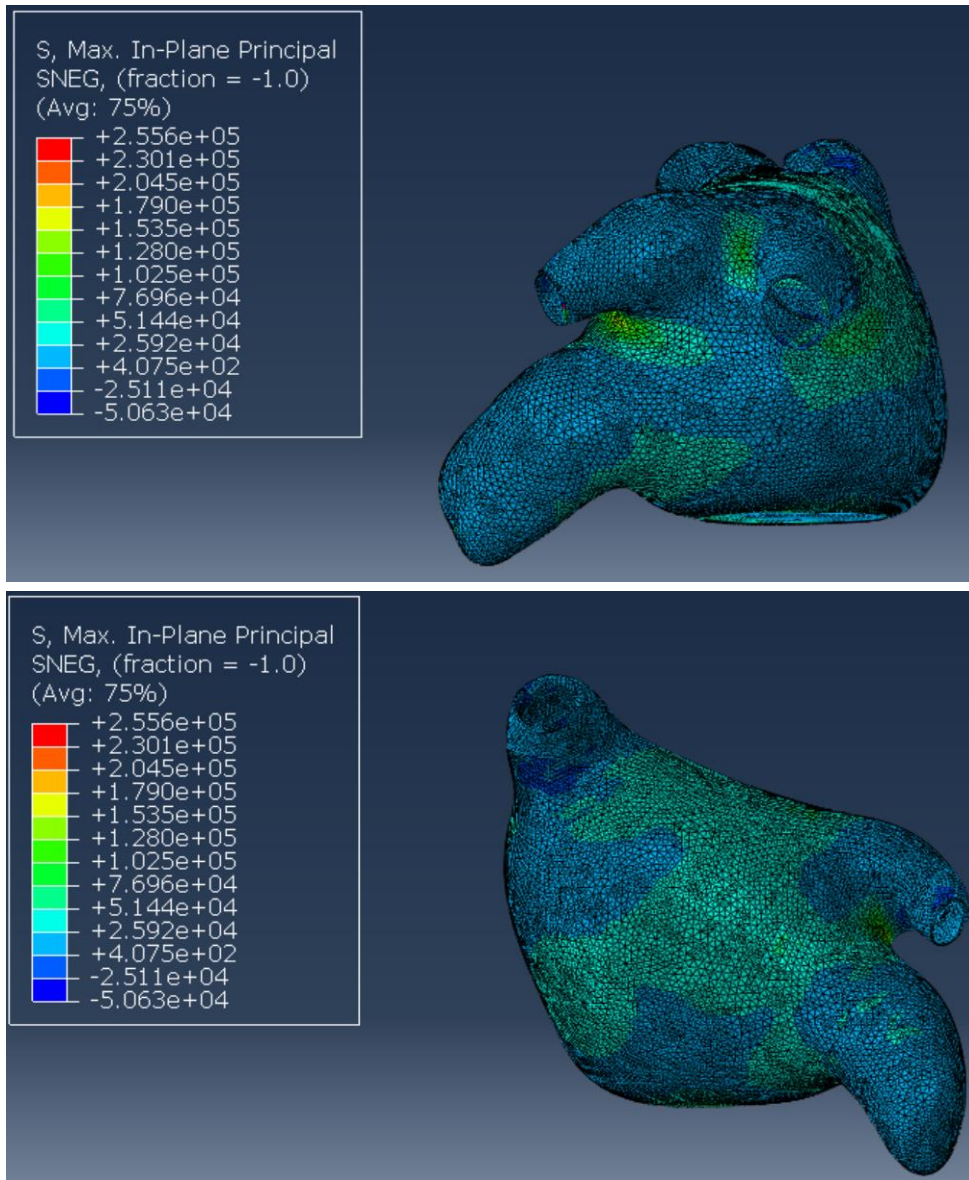 S, Max. In-Plane Principal
SNEG, (fraction = -1.0)
(Avg: 75%)
+2.556e+05
+2.301e+05
+2.045e+05
+1.790e+05
+1.535e+05
+1.280e+05
+1.025e+05
+7.696e+04
+5.144e+04
+2.592e+04
+4.075e+02
-2.511e+04
-5.063e+04
S, Max. In-Plane Principal
SNEG, (fraction = -1.0)
(Avg: 75%)
+2.556e+05
+2.301e+05
+2.045e+05
+1.790e+05
+1.535e+05
+1.280e+05
+1.025e+05
+7.696e+04
+5.144e+04
+2.592e+04
+4.075e+02
-2.511e+04
-5.063e+04